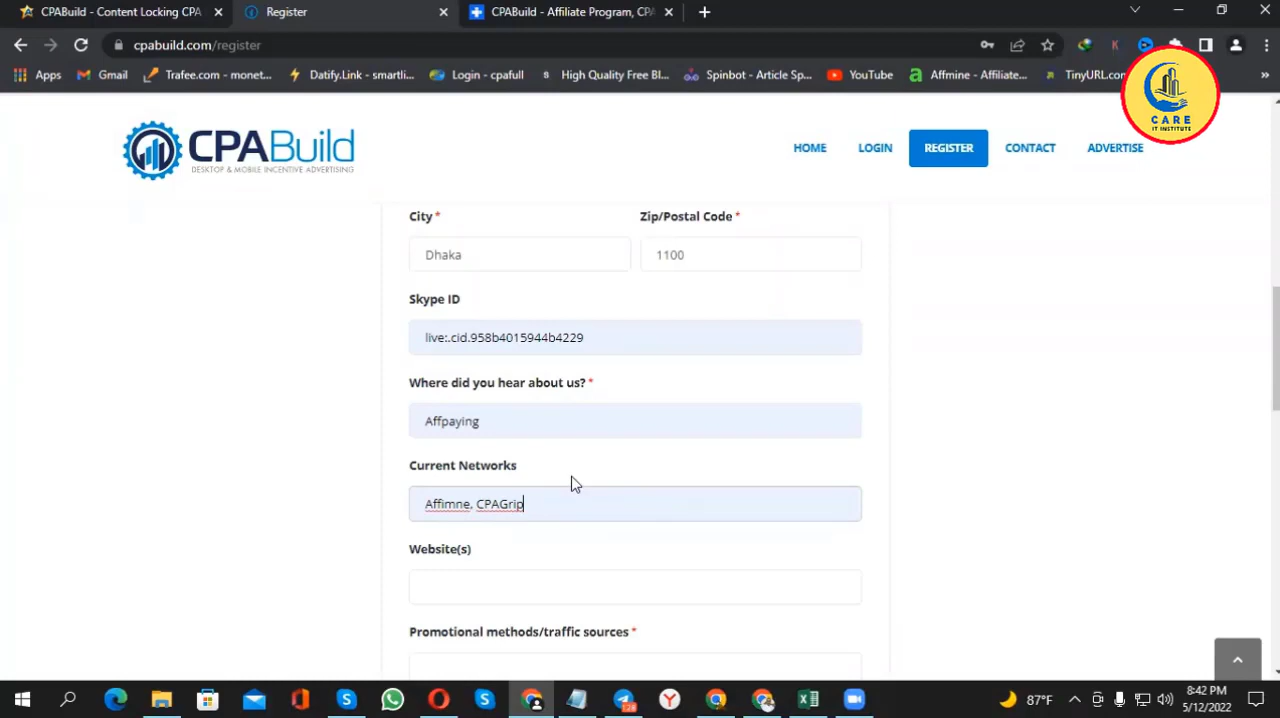 CPABuild - Content Locking CPA
Register
CPABuild - Affiliate Program, CPA
cpabuild.com/register
Apps
Gmail
Trafee.com - monet...
Datify.Link - smartli...
Login - cpafull
High Quality Free Bl...
Spinbot - Article Sp...
YouTube
Affmine - Affiliate...
TinyURL.com
CARE
IT INSTITUTE
CPABuild
DESKTOP & MOBILE INCENTIVE ADVERTISING
HOME
LOGIN
REGISTER
CONTACT
ADVERTISE
City *
Zip/Postal Code *
Dhaka
1100
Skype ID
live:.cid.958b4015944b4229
Where did you hear about us? *
Affpaying
Current Networks
Affimne, CPAGrip
Website(s)
Promotional methods/traffic sources *
87°F
8:42 PM
5/12/2022